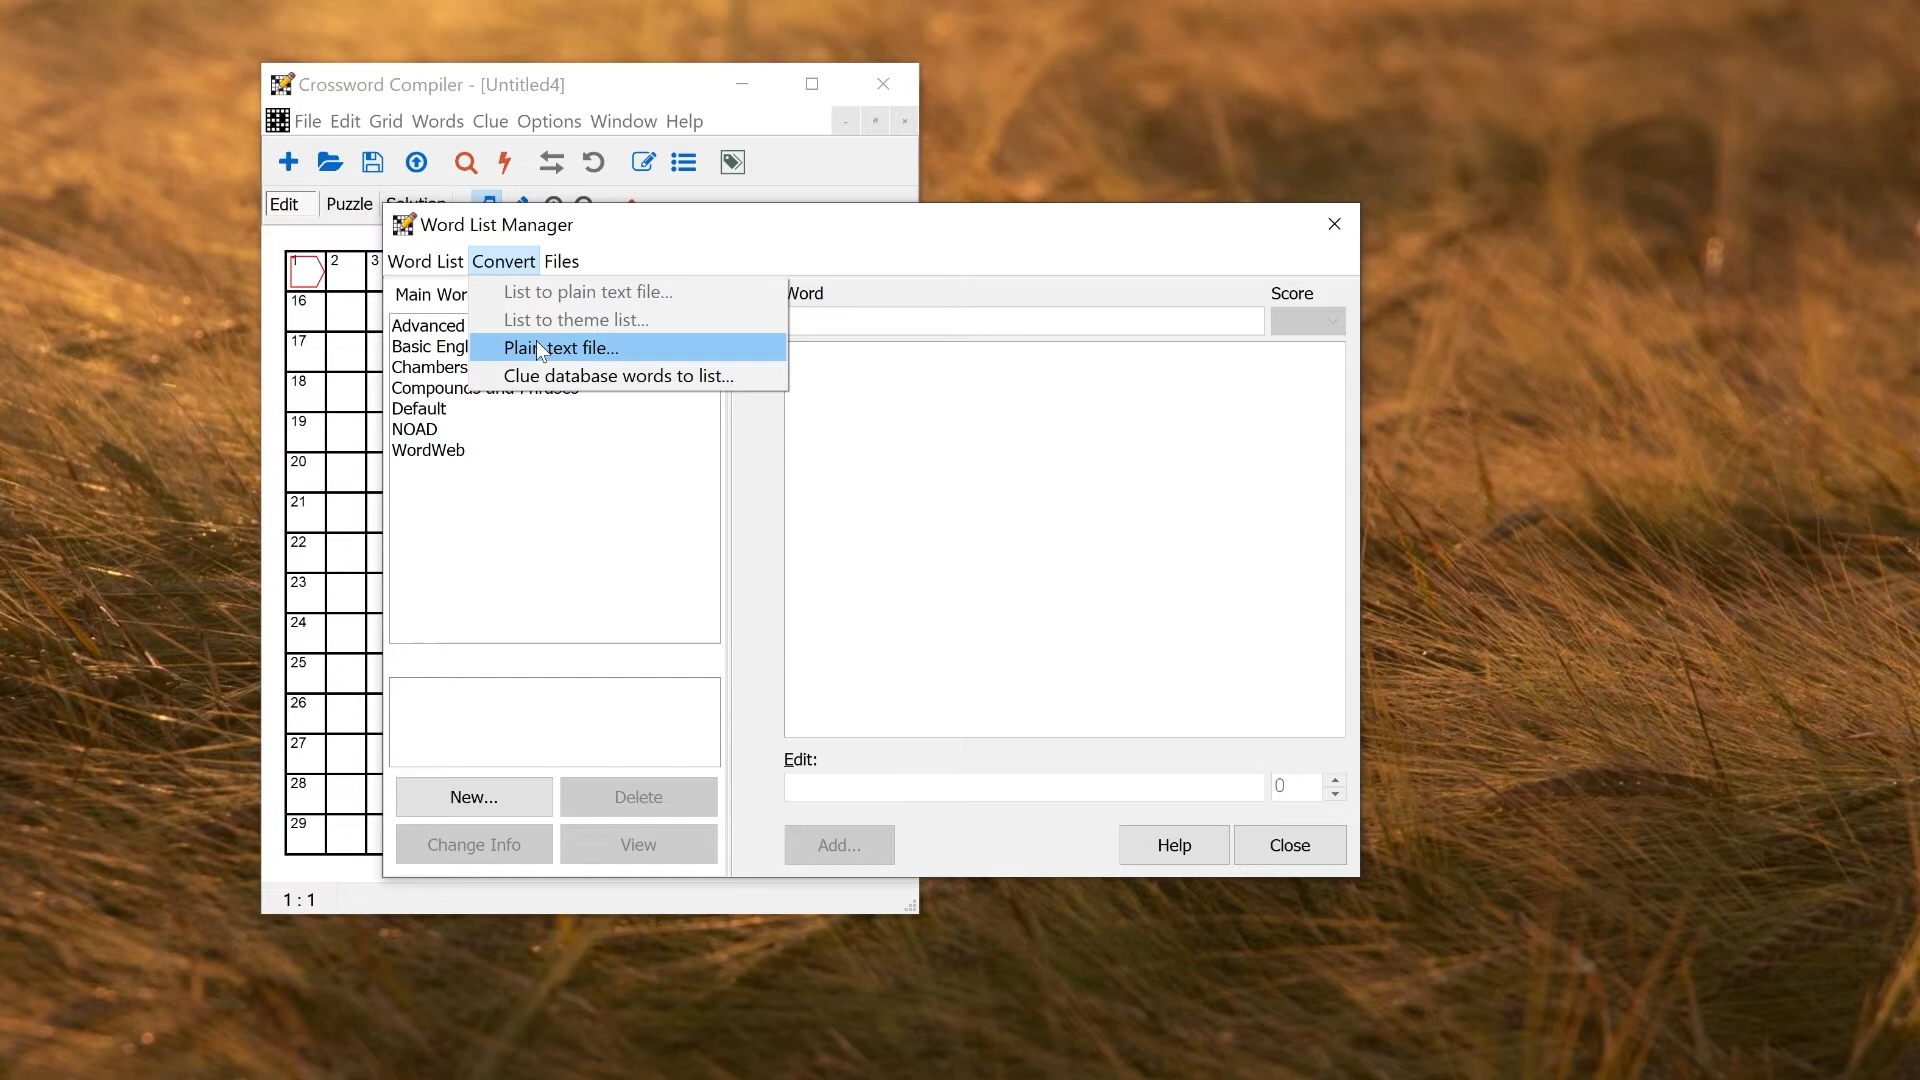 Crossword Compiler - [Untitled4]
File Edit Grid Words Clue Options Window Help
Edit Puzzle Solution
Word List Manager
Word List Convert Files
Main Wor
List to plain text file...
List to theme list...
Plain text file...
Clue database words to list...
Word Score
Advanced
Basic Engl
Chambers
Compounds and Phrases
Default
NOAD
WordWeb
1 2 3
16
17
18
19
20
21
22
23
24
25
26
27
28
29
Edit:
0
New... Delete
Change Info View
Add... Help Close
1 : 1